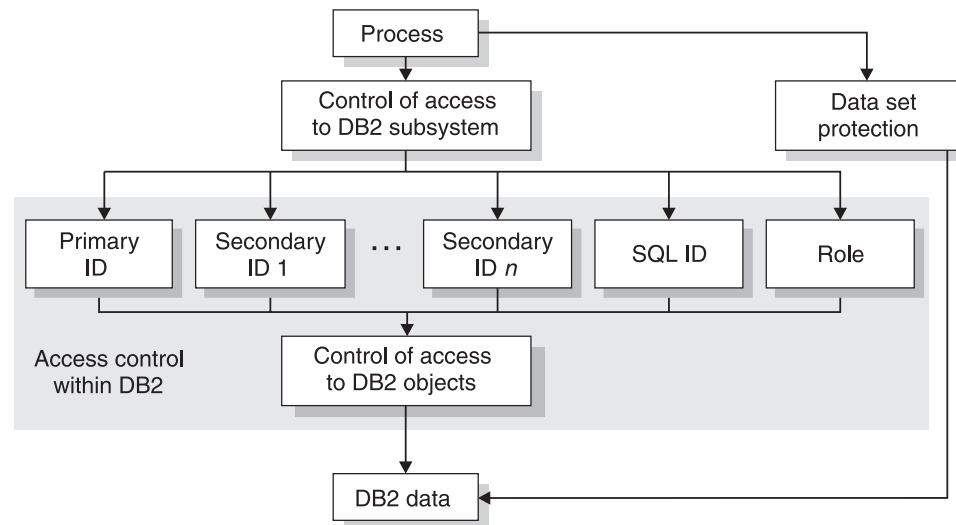 Process
Control of access
to DB2 subsystem
Data set
protection
Primary
ID
Secondary
ID 1
...
Secondary
ID n
SQL ID
Role
Access control
within DB2
Control of access
to DB2 objects
DB2 data